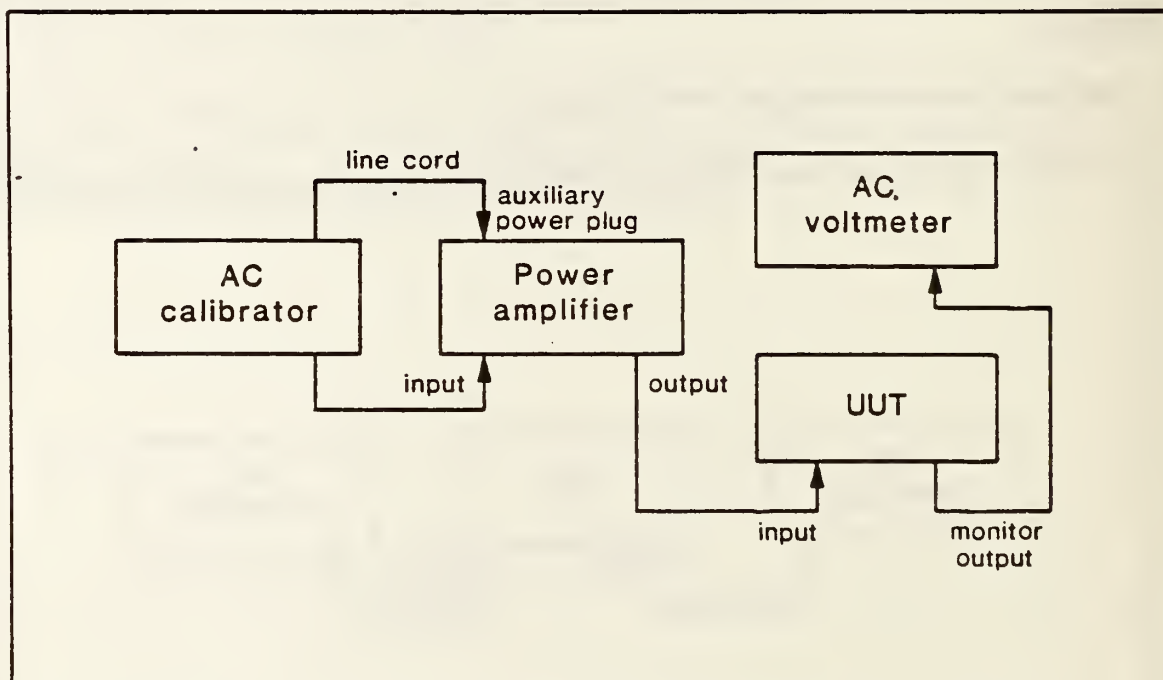 line cord
auxiliary
power plug
AC
calibrator
Power
amplifier
AC.
voltmeter
input
output
UUT
input
monitor
output